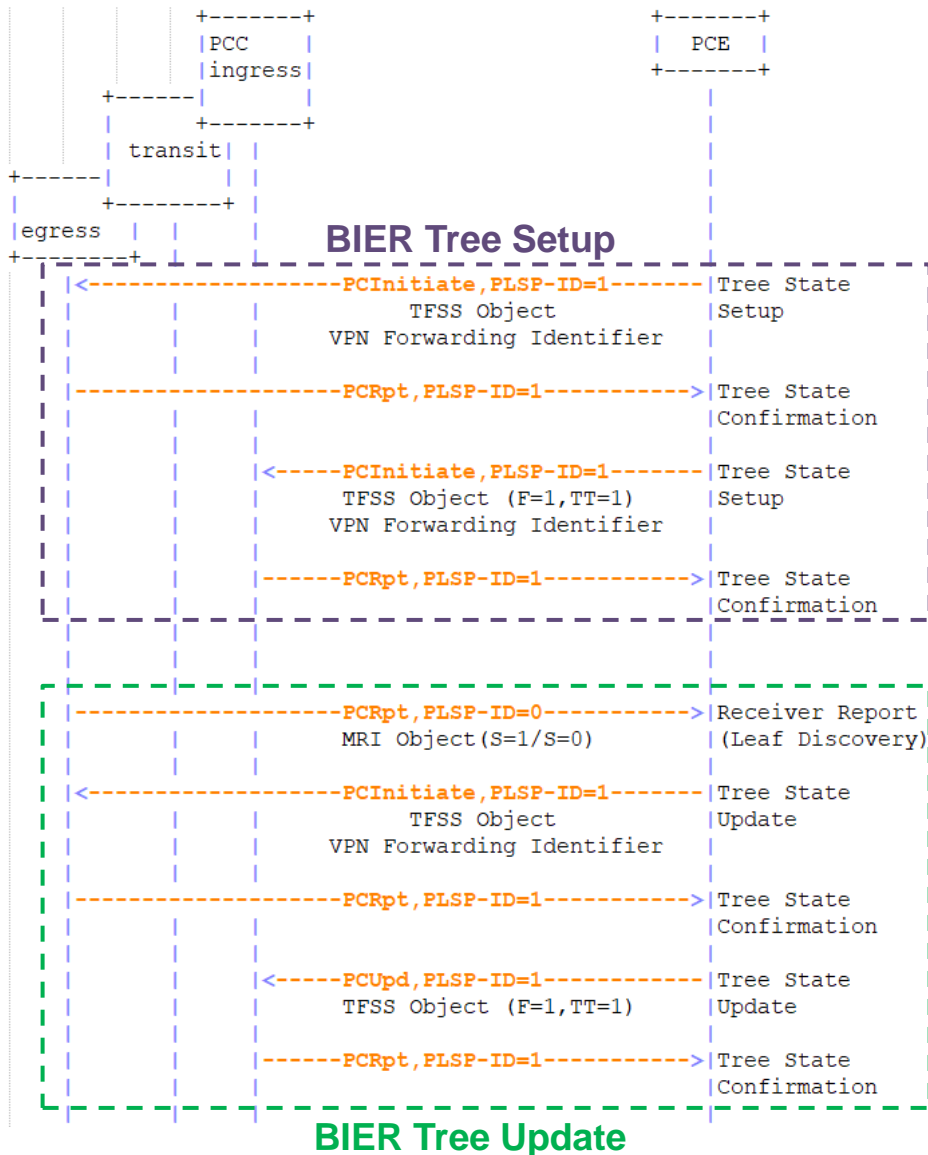 +-------+ +-------+
|PCC | | PCE |
|ingress| +-------+
+------| | |
| +-------+ |
| transit| | |
+------| | | |
| +--------+ | |
|egress | | | BIER Tree Setup |
+--------+ | | |
|<-------------------PCInitiate,PLSP-ID=1-------|Tree State
| TFSS Object |Setup
| VPN Forwarding Identifier |
|--------------------PCRpt,PLSP-ID=1----------->|Tree State
| | | |Confirmation
|<-----PCInitiate,PLSP-ID=1-------|Tree State
| | | TFSS Object (F=1,TT=1) |Setup
| | | VPN Forwarding Identifier |
| | |------PCRpt,PLSP-ID=1----------->|Tree State
| | | |Confirmation
|--------------------PCRpt,PLSP-ID=0----------->|Receiver Report
| | | MRI Object(S=1/S=0) |(Leaf Discovery)
|<-------------------PCInitiate,PLSP-ID=1-------|Tree State
| | | TFSS Object |Update
| | | VPN Forwarding Identifier |
|--------------------PCRpt,PLSP-ID=1----------->|Tree State
| | | |Confirmation
| | |<-----PCUpd,PLSP-ID=1------------|Tree State
| | | TFSS Object (F=1,TT=1) |Update
| | |------PCRpt,PLSP-ID=1----------->|Tree State
| | | |Confirmation
BIER Tree Update